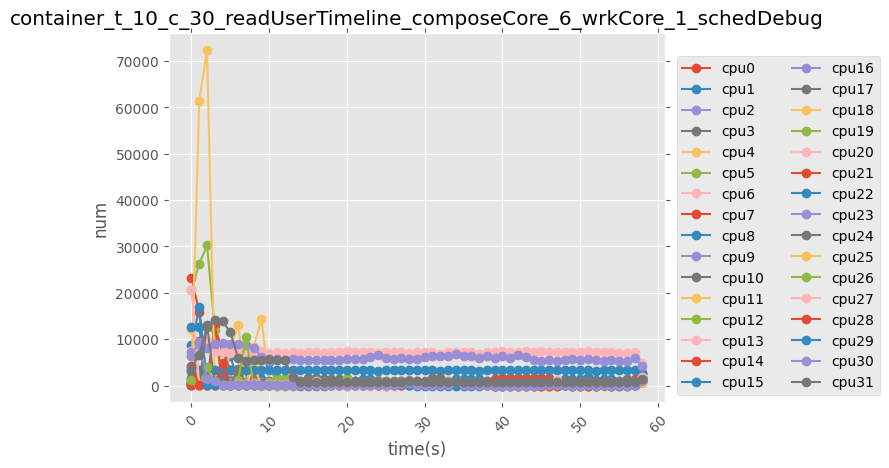 container_t_10_c_30_readUserTimeline_composeCore_6_wrkCore_1_schedDebug
70000
60000
50000
40000
30000
20000
10000
0
num
0
10
20
30
40
50
60
time(s)
cpu0
cpu1
cpu2
cpu3
cpu4
cpu5
cpu6
cpu7
cpu8
cpu9
cpu10
cpu11
cpu12
cpu13
cpu14
cpu15
cpu16
cpu17
cpu18
cpu19
cpu20
cpu21
cpu22
cpu23
cpu24
cpu25
cpu26
cpu27
cpu28
cpu29
cpu30
cpu31